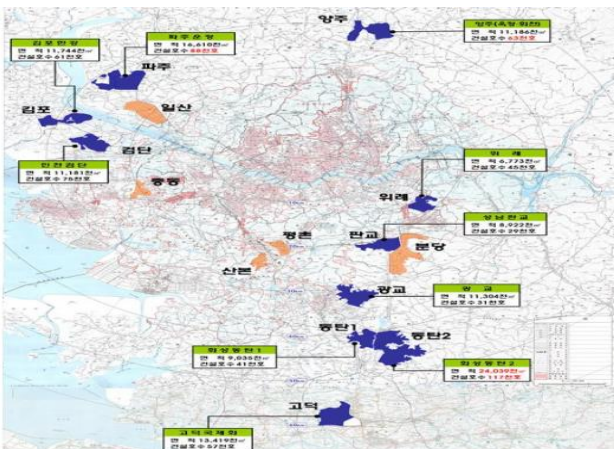 양주
양주(옥정·회천)
면 적 11,186천㎡
건설호수 63천호
김포한강
면 적 11,744천㎡
건설호수 61천호
파주운정
면 적 16,610천㎡
건설호수 88천호
파주
일산
김포
검단
인천검단
면 적 11,181천㎡
건설호수 70천호
중동
위 례
면 적 6,773천㎡
건설호수 45천호
위례
성남판교
면 적 8,922천㎡
건설호수 29천호
평촌
판교
분당
산본
광교
광 교
면 적 11,304천㎡
건설호수 31천호
동탄1
동탄2
화성동탄1
면 적 9,035천㎡
건설호수 41천호
화성동탄2
면 적 24,039천㎡
건설호수 117천호
고덕
고덕국제화
면 적 13,419천㎡
건설호수 57천호